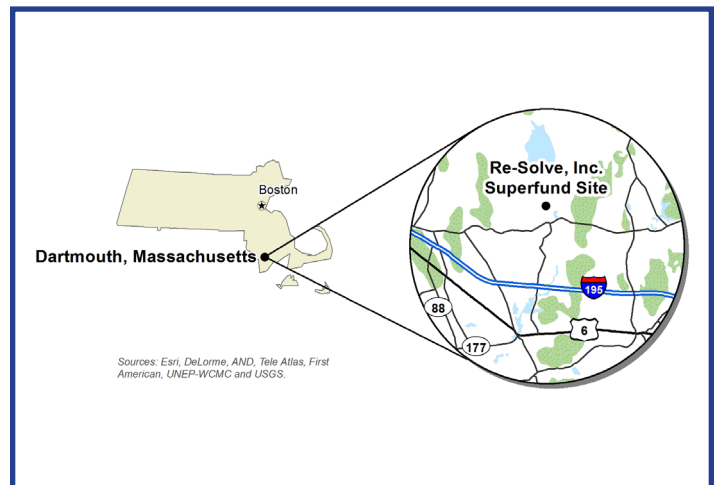 Boston
Dartmouth, Massachusetts
Re-Solve, Inc.
Superfund Site
195
88
6
177
Sources: Esri, DeLorme, AND, Tele Atlas, First
American, UNEP-WCMC and USGS.